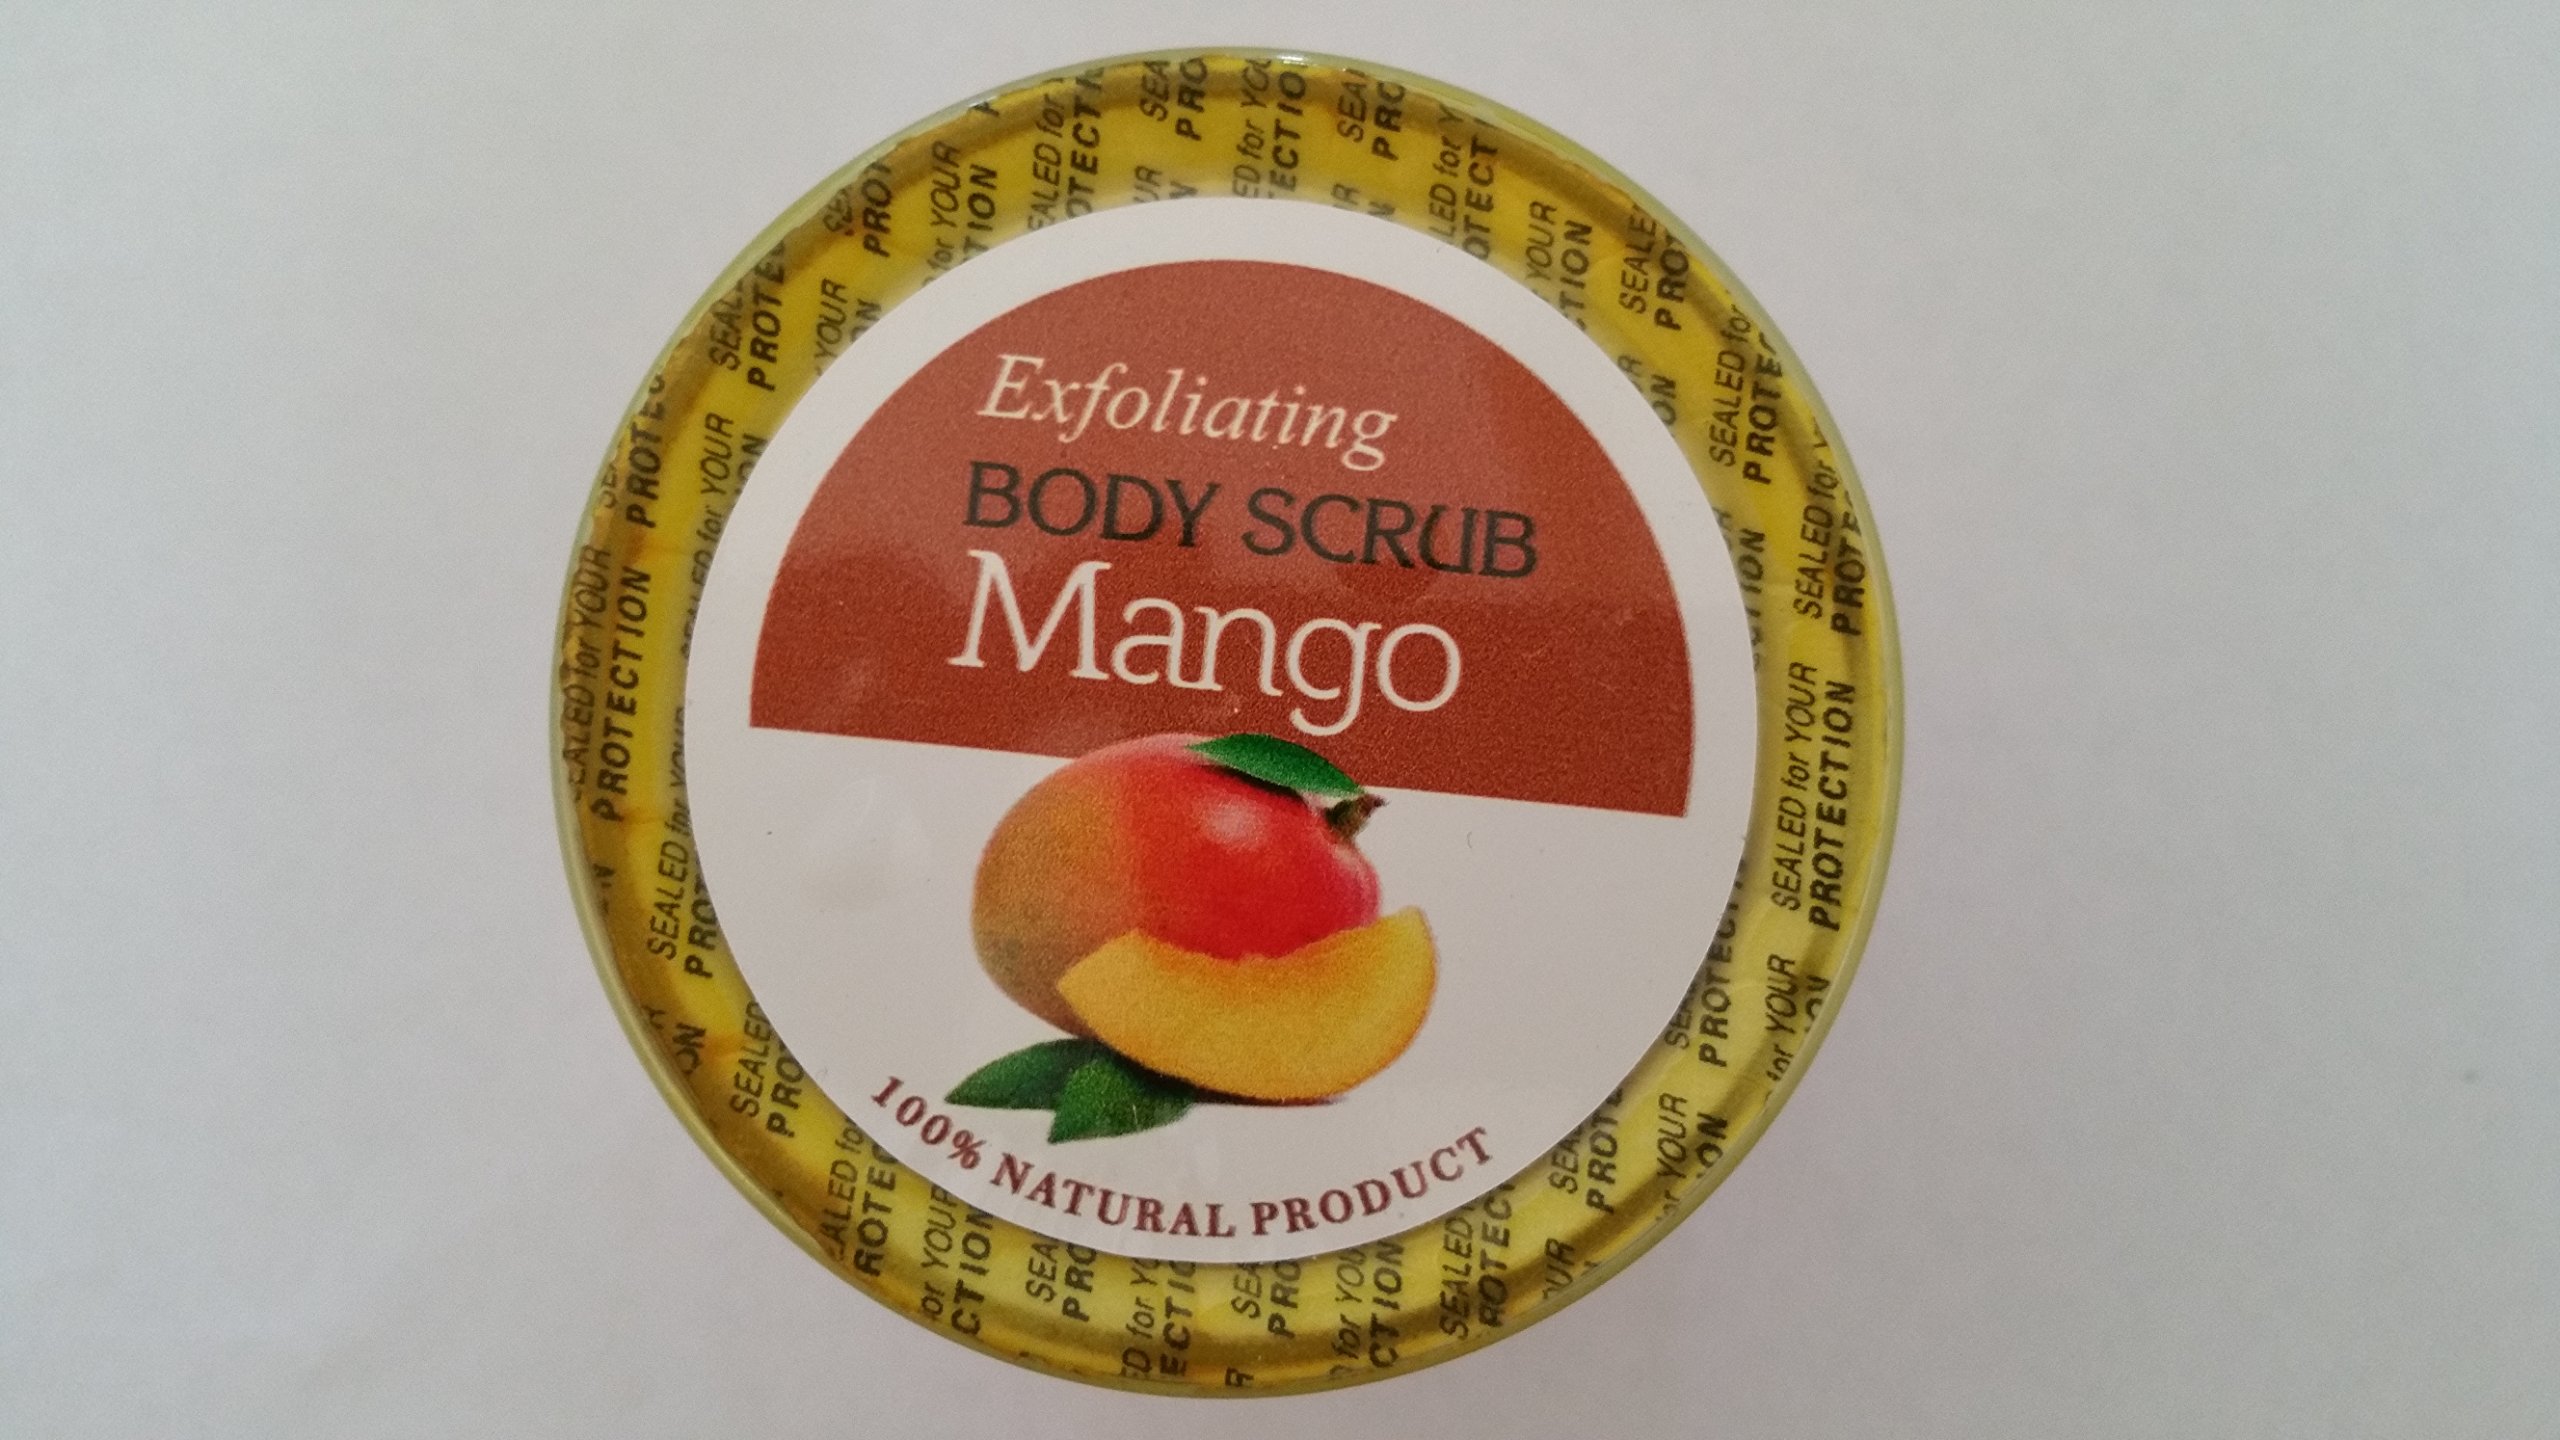 Exfoliating
BODY SCRUB
Mango
100% NATURAL PRODUCT
SEALED for YOUR
PROTECTION